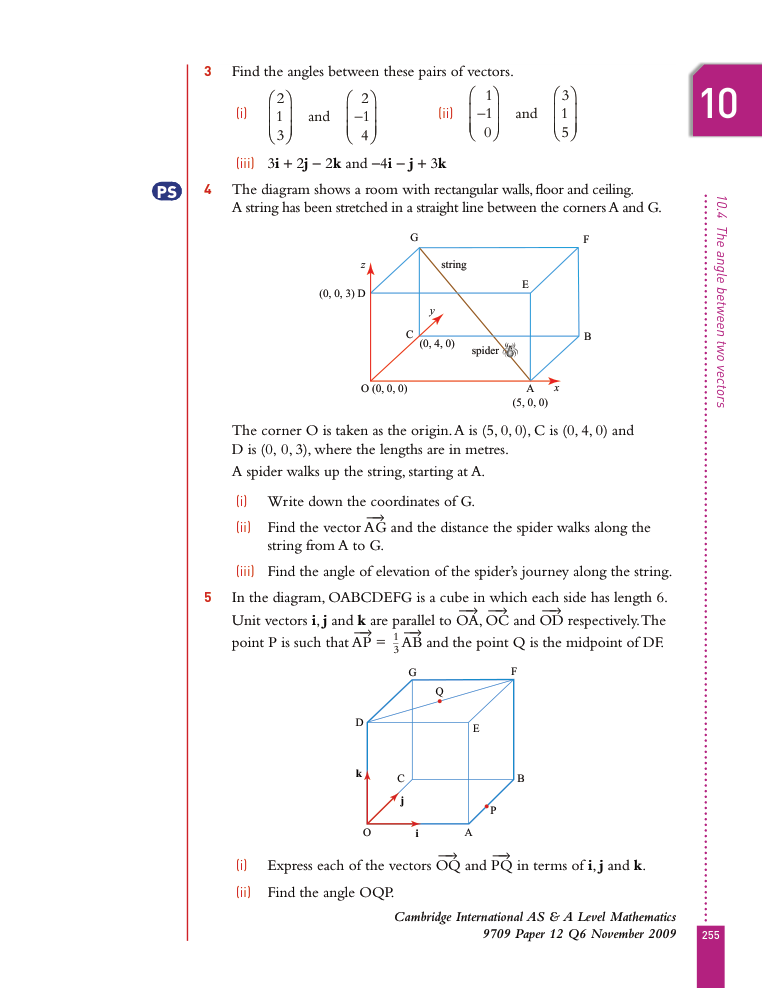 3 Find the angles between these pairs of vectors.
(i) (2 1 3) and (2 −1 4) (ii) (1 −1 0) and (3 1 5)
(iii) 3i + 2j − 2k and −4i − j + 3k
PS 4 The diagram shows a room with rectangular walls, floor and ceiling.
A string has been stretched in a straight line between the corners A and G.
G F
z string
E
(0, 0, 3) D
y
C B
(0, 4, 0)
spider
O (0, 0, 0) A x
(5, 0, 0)
The corner O is taken as the origin. A is (5, 0, 0), C is (0, 4, 0) and
D is (0, 0, 3), where the lengths are in metres.
A spider walks up the string, starting at A.
(i) Write down the coordinates of G.
(ii) Find the vector A⃗G⃗ and the distance the spider walks along the
string from A to G.
(iii) Find the angle of elevation of the spider's journey along the string.
5 In the diagram, OABCDEFG is a cube in which each side has length 6.
Unit vectors i, j and k are parallel to O⃗A⃗, O⃗C⃗ and O⃗D⃗ respectively. The
point P is such that A⃗P⃗ = 1/3 A⃗B⃗ and the point Q is the midpoint of DF.
G F
Q
D E
k C B
j
P
O i A
(i) Express each of the vectors O⃗Q⃗ and P⃗Q⃗ in terms of i, j and k.
(ii) Find the angle OQP.
Cambridge International AS & A Level Mathematics
9709 Paper 12 Q6 November 2009
10
10.4 The angle between two vectors
255